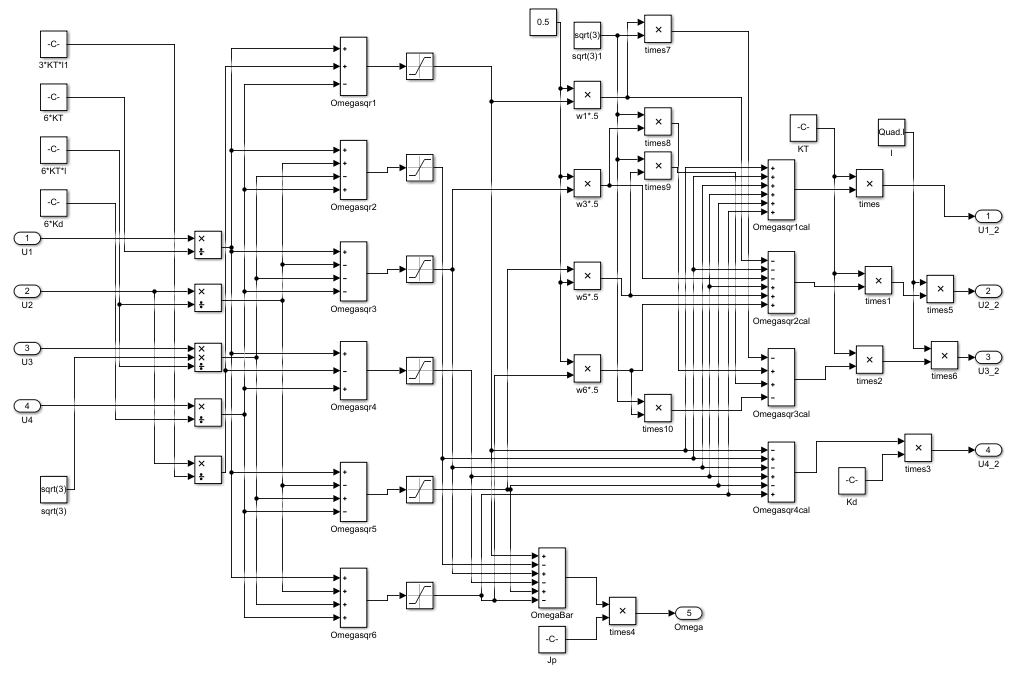 -C-
3*KT*l1
-C-
6*KT
-C-
6*KT*l
-C-
6*Kd
1
U1
2
U2
3
U3
4
U4
sqrt(3)
sqrt(3)
Omegasqr1
Omegasqr2
Omegasqr3
Omegasqr4
Omegasqr5
Omegasqr6
0.5
sqrt(3)
sqrt(3)1
w1*.5
w3*.5
w5*.5
w6*.5
times7
times8
times9
times10
Omegasqr1cal
Omegasqr2cal
Omegasqr3cal
Omegasqr4cal
-C-
KT
Quad.l
l
times
times1
times2
times5
times6
-C-
Kd
times3
1
U1_2
2
U2_2
3
U3_2
4
U4_2
OmegaBar
-C-
Jp
times4
5
Omega